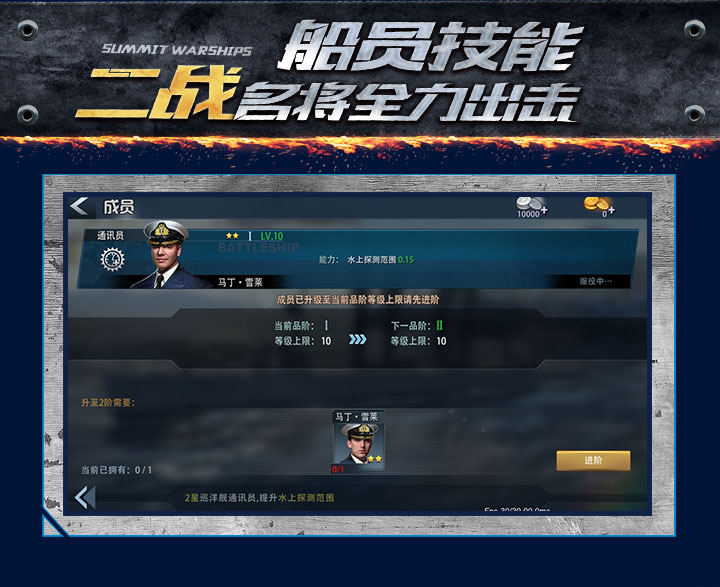 SUMMIT WARSHIPS
船员技能
二战名将全力出击
成员
10000
0
通讯员
I
LV.10
BATTLESHIP
能力： 水上探测范围 0.15
马丁·雪莱
服役中···
成员已升级至当前品阶等级上限请先进阶
当前品阶： I
下一品阶： II
等级上限： 10
等级上限： 10
升至2阶需要：
马丁·雪莱
0/1
进阶
当前已拥有：0 / 1
2星巡洋舰通讯员,提升水上探测范围